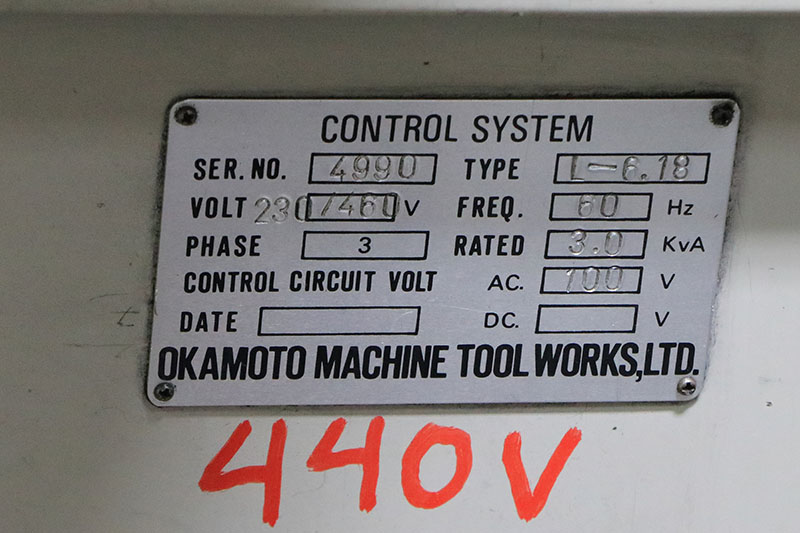 CONTROL SYSTEM
SER. NO. 4990 TYPE L-6.18
VOLT 230/460 V FREQ. 60 Hz
PHASE 3 RATED 3.0 KVA
CONTROL CIRCUIT VOLT AC. 100 V
DATE DC. V
OKAMOTO MACHINE TOOL WORKS,LTD.
440V